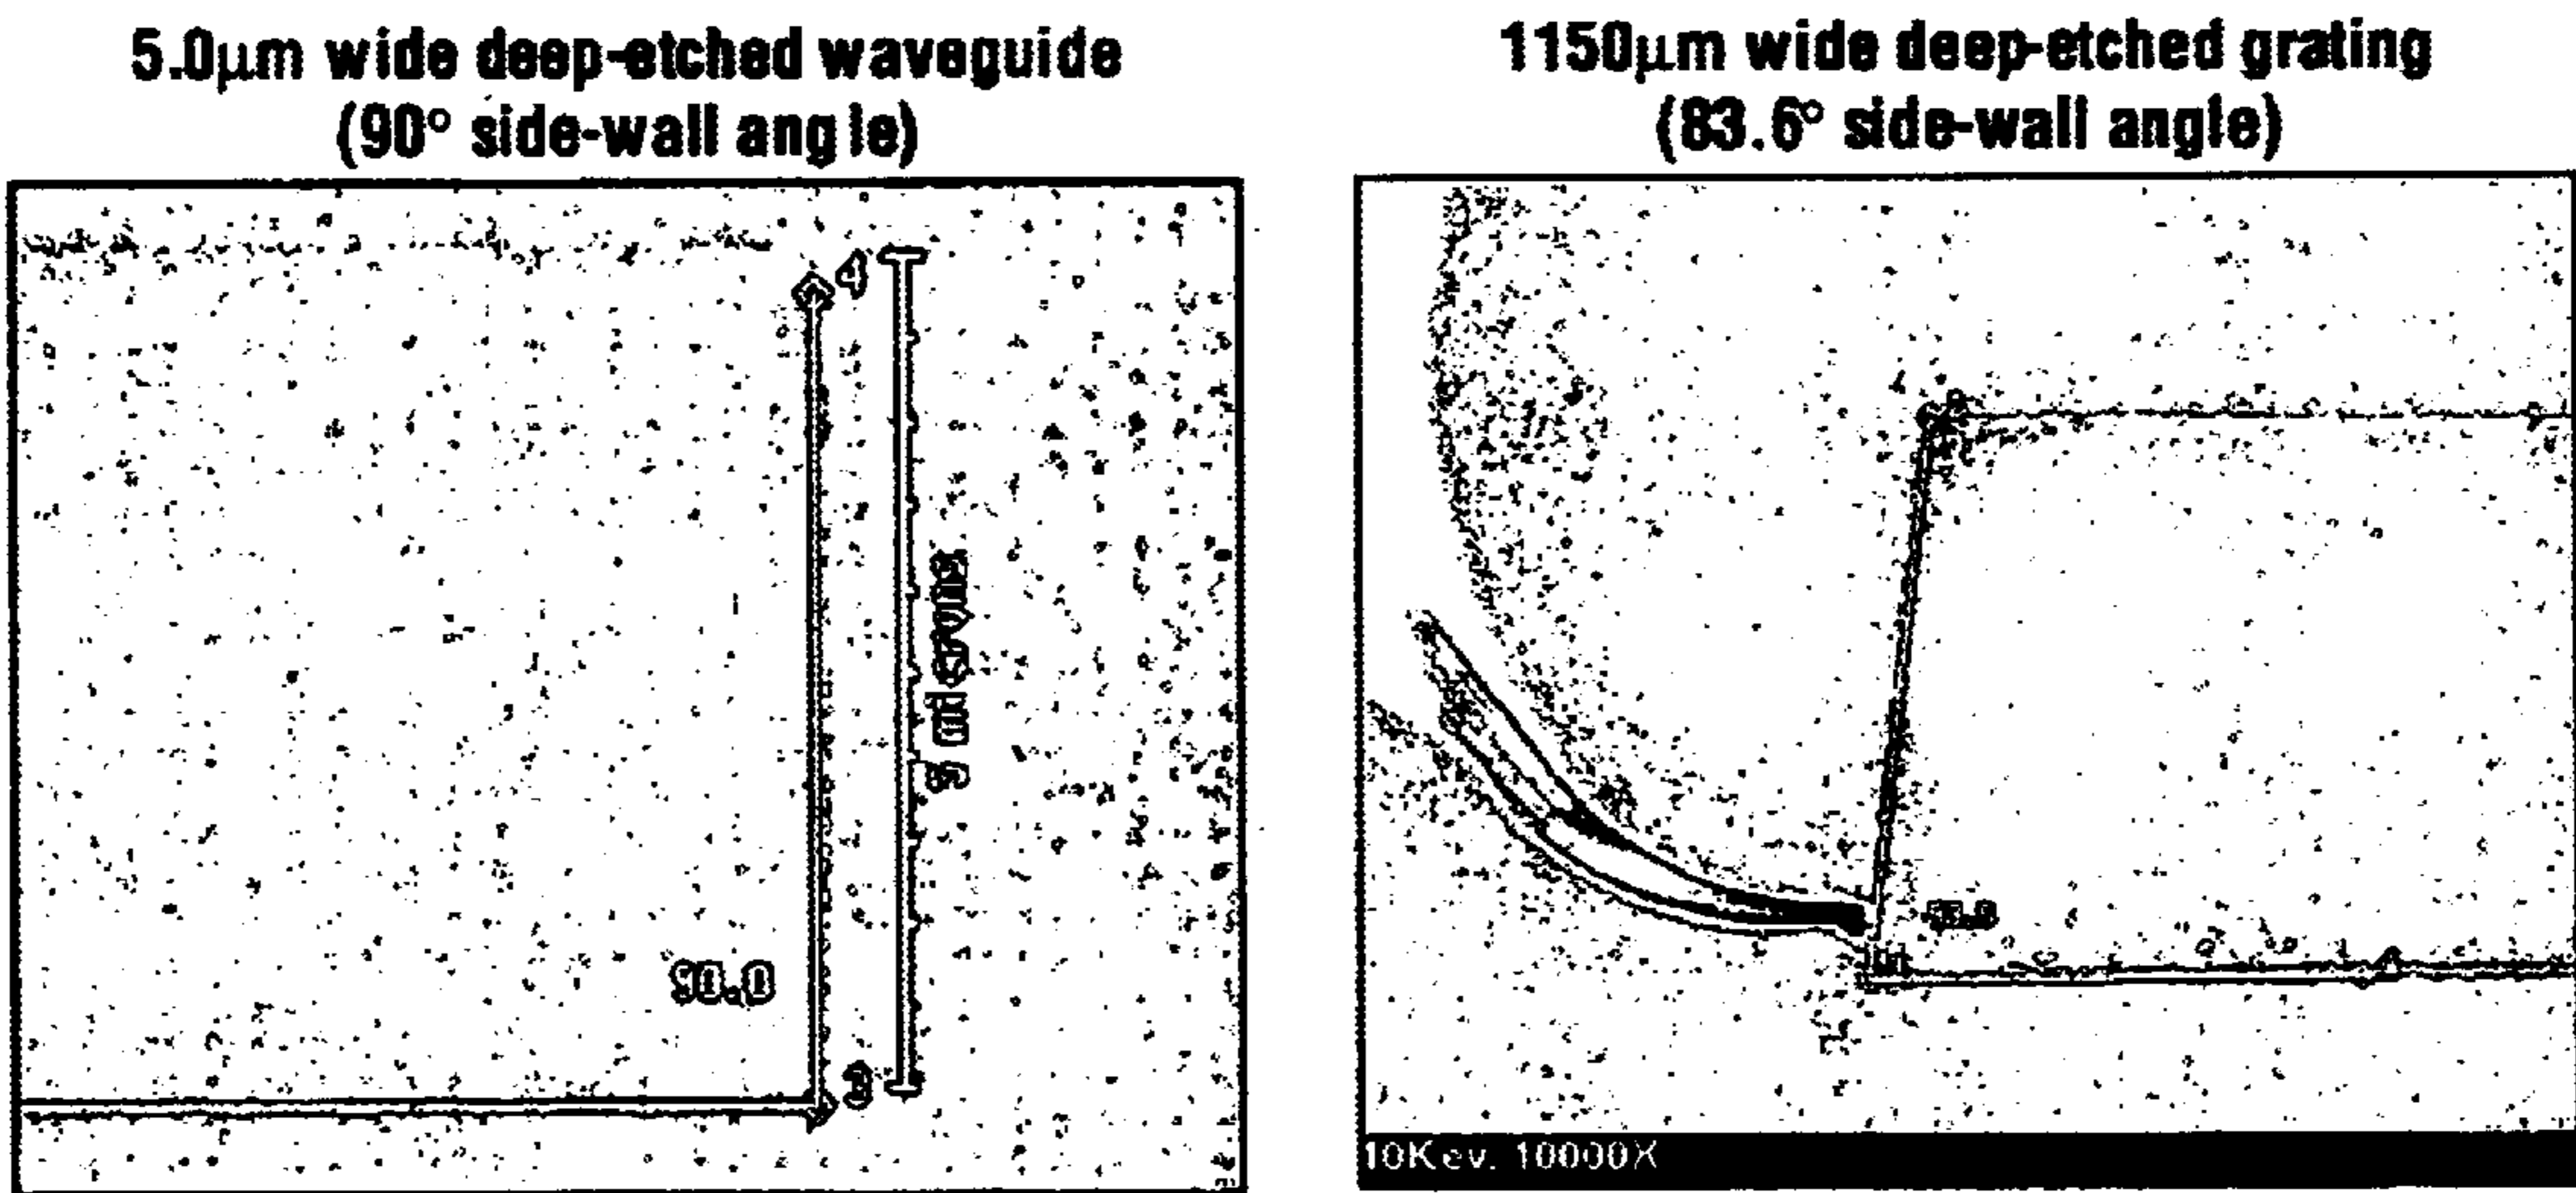 5.0μm wide deep-etched waveguide
(90° side-wall angle)
1150μm wide deep-etched grating
(83.6° side-wall angle)
4
5 microns
90.0
3
10Kev. 10000X